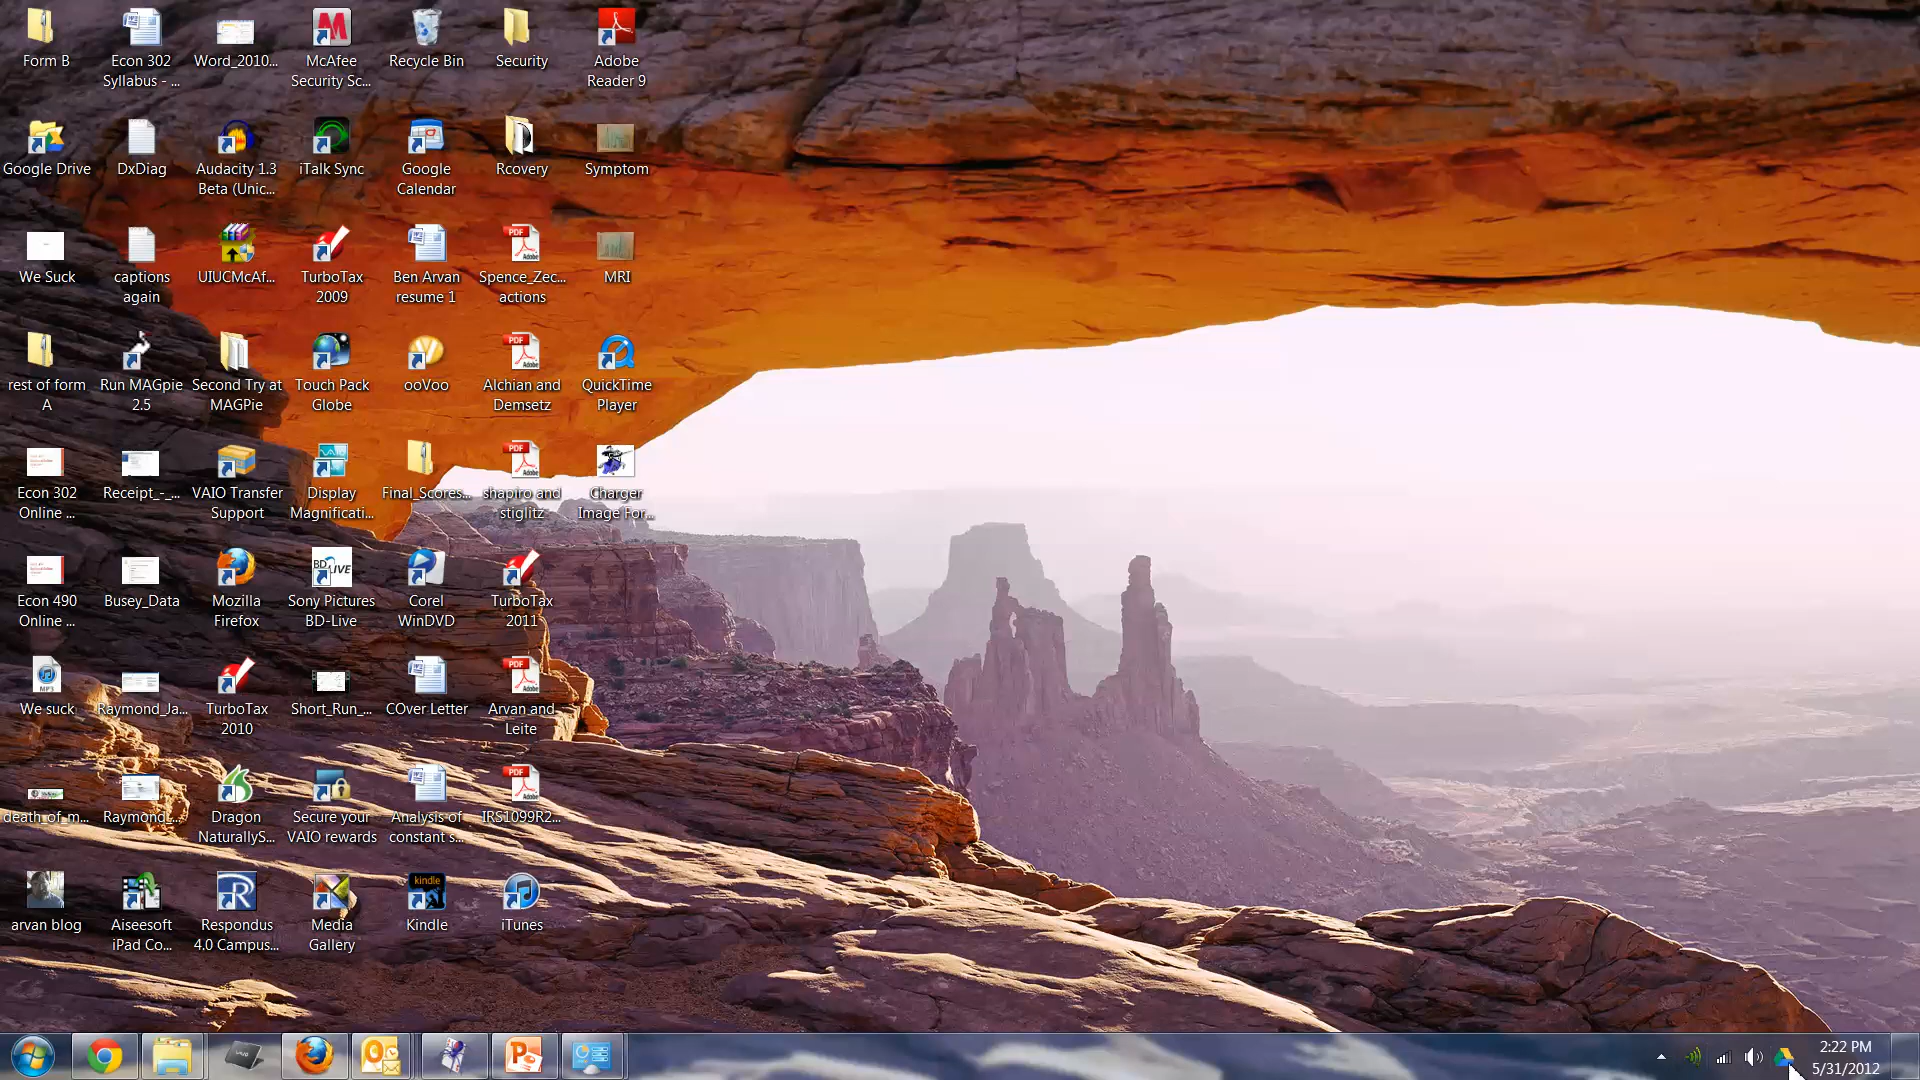 Form B
Econ 302
Syllabus - ...
Word_2010...
McAfee
Security Sc...
Recycle Bin
Security
Adobe
Reader 9
Google Drive
DxDiag
Audacity 1.3
Beta (Unic...
iTalk Sync
Google
Calendar
Rcovery
Symptom
We Suck
captions
again
UIUCMcAf...
TurboTax
2009
Ben Arvan
resume 1
Spence_Zec...
actions
MRI
rest of form
A
Run MAGpie
2.5
Second Try at
MAGPie
Touch Pack
Globe
ooVoo
Alchian and
Demsetz
QuickTime
Player
Econ 302
Online ...
Receipt_-_...
VAIO Transfer
Support
Display
Magnificati...
Final_Scores...
shapiro and
stiglitz
Charger
Image For...
Econ 490
Online ...
Busey_Data
Mozilla
Firefox
Sony Pictures
BD-Live
Corel
WinDVD
TurboTax
2011
We suck
Raymond_Ja...
TurboTax
2010
Short_Run_...
COver Letter
Arvan and
Leite
death_of_m...
Raymond_...
Dragon
NaturallyS...
Secure your
VAIO rewards
Analysis of
constant s...
IRS1099R2...
arvan blog
Aiseesoft
iPad Co...
Respondus
4.0 Campus...
Media
Gallery
Kindle
iTunes
2:22 PM
5/31/2012